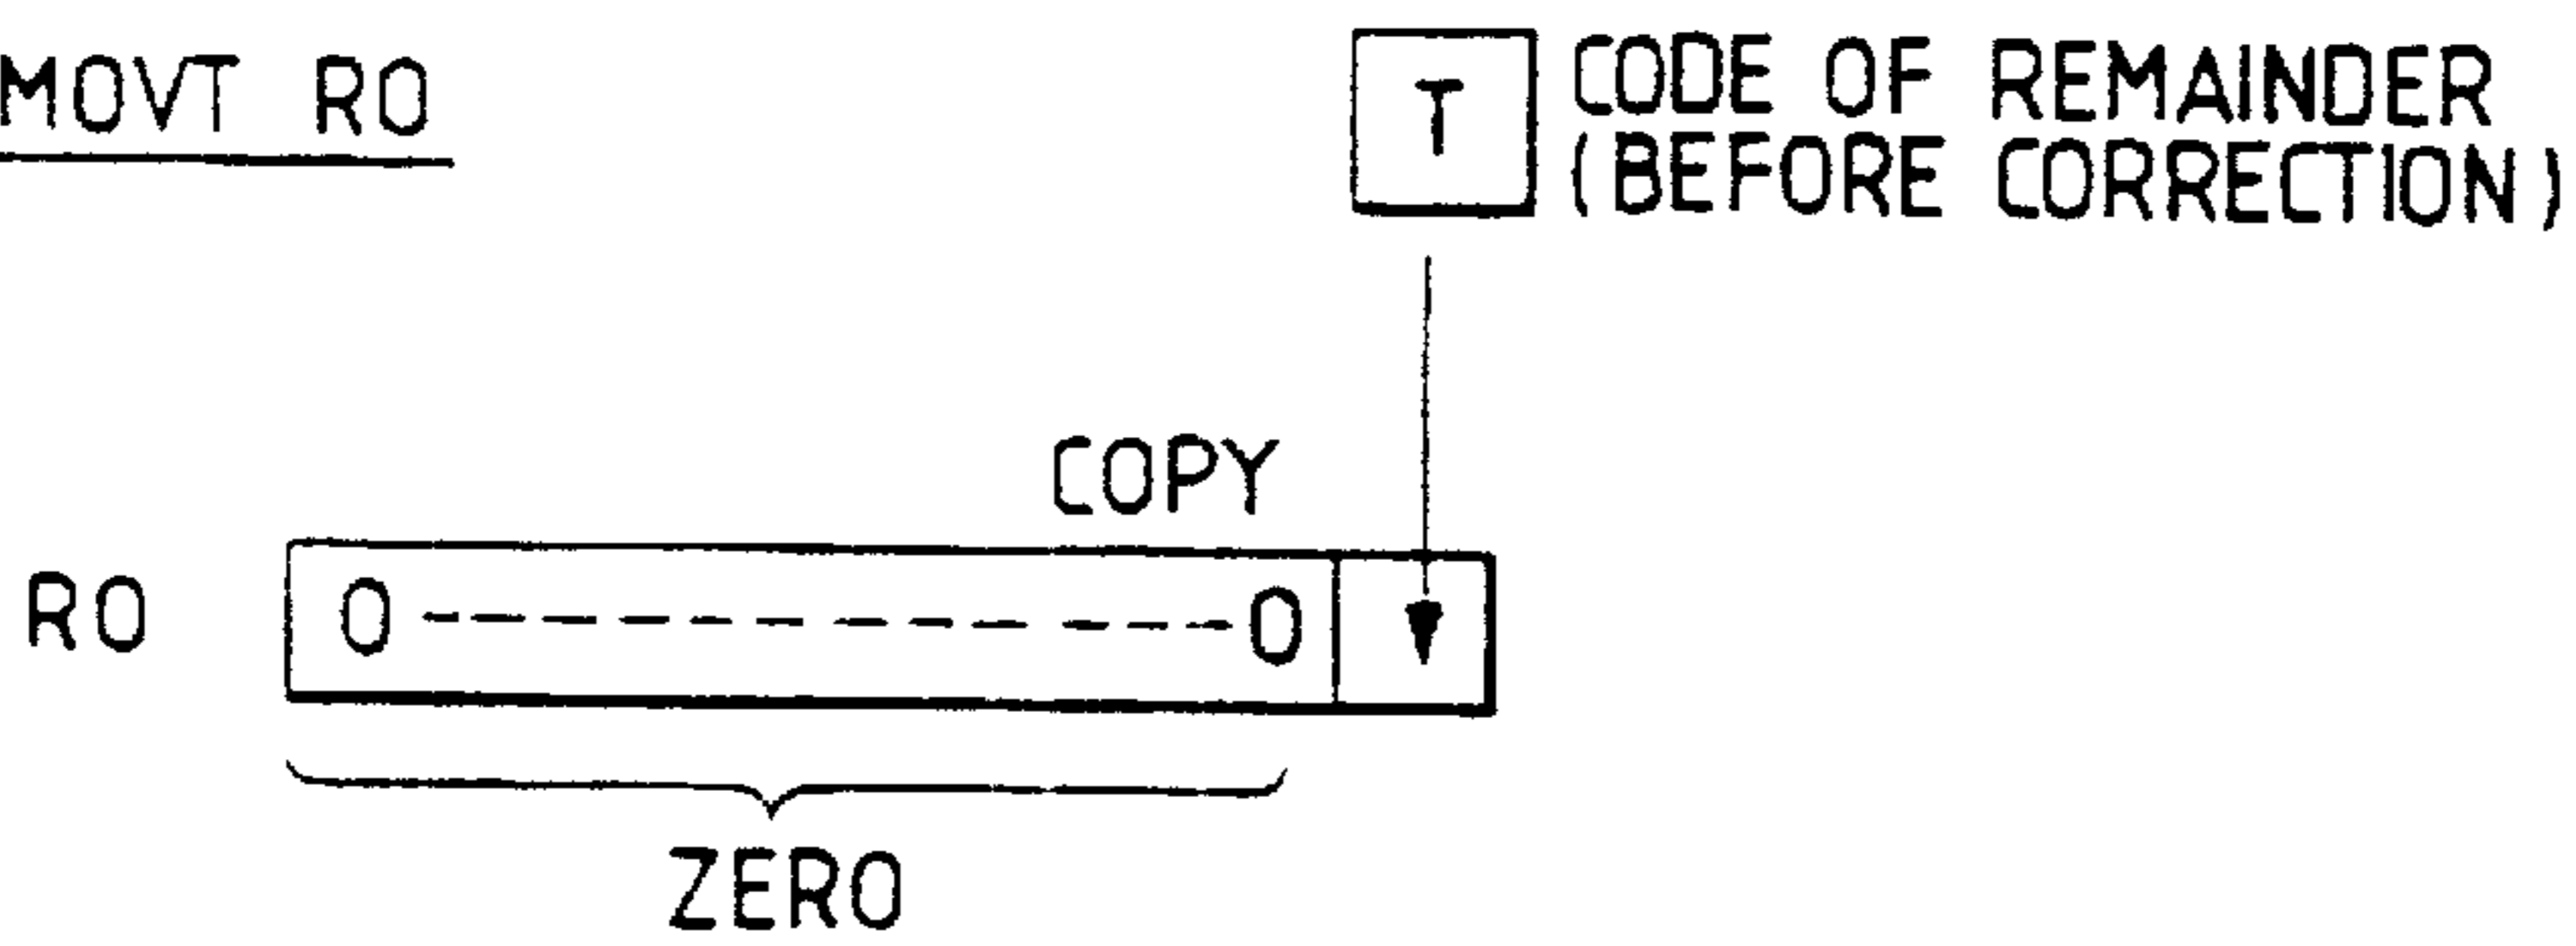 MOVT R0
T
CODE OF REMAINDER
(BEFORE CORRECTION)
COPY
R0
0 ------------ 0
ZERO